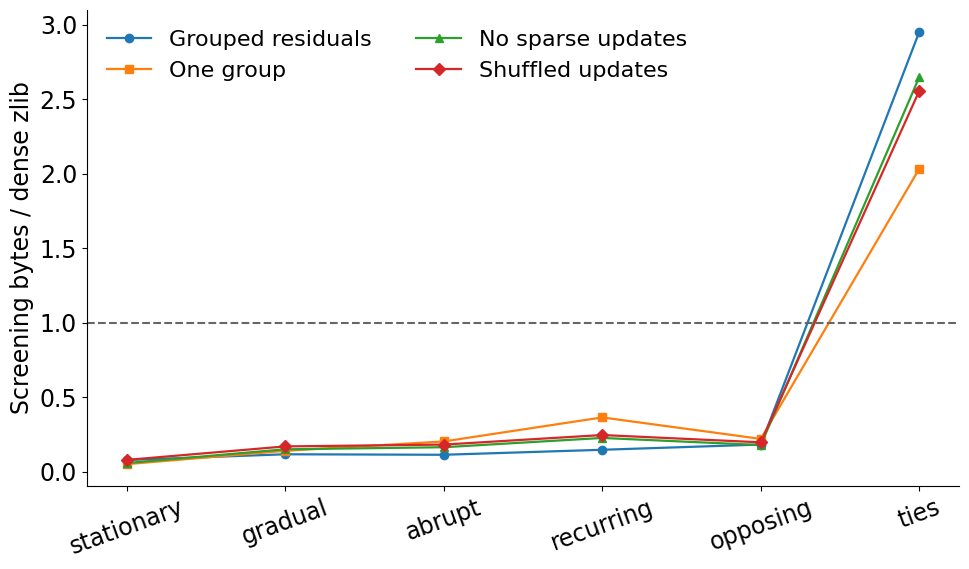 Grouped residuals
One group
No sparse updates
Shuffled updates
Screening bytes / dense zlib
3.0
2.5
2.0
1.5
1.0
0.5
0.0
stationary
gradual
abrupt
recurring
opposing
ties